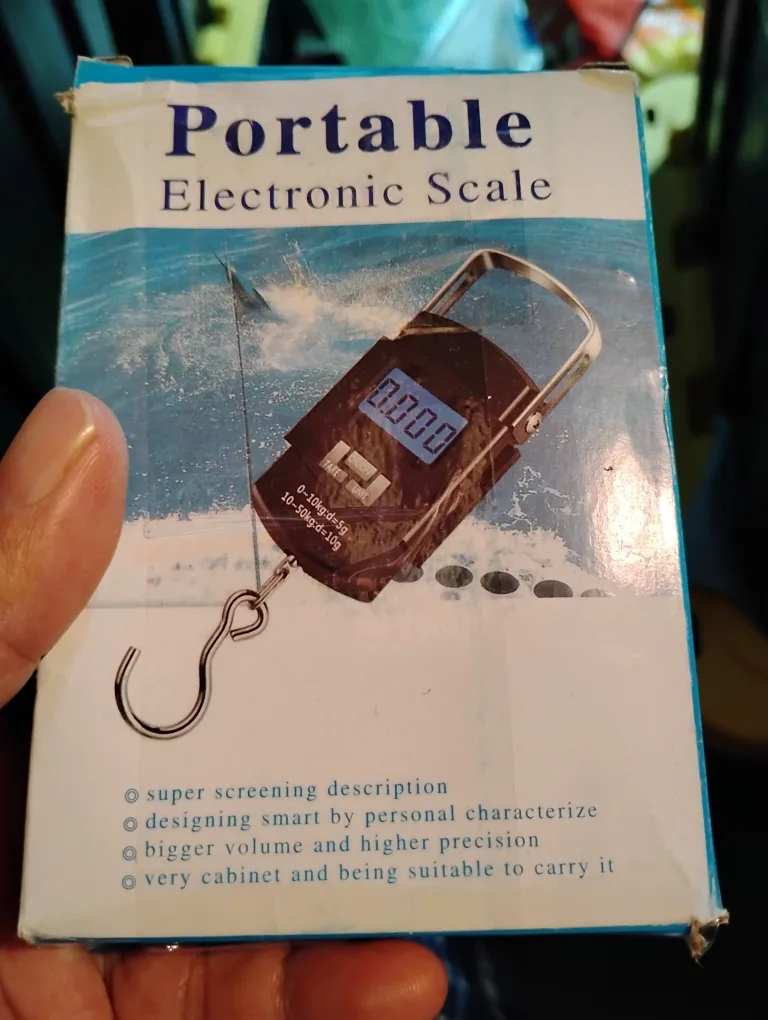 Portable
Electronic Scale
0.000
TARE
0-10kg:d=5g
10-50kg:d=10g
super screening description
designing smart by personal characterize
bigger volume and higher precision
very cabinet and being suitable to carry it